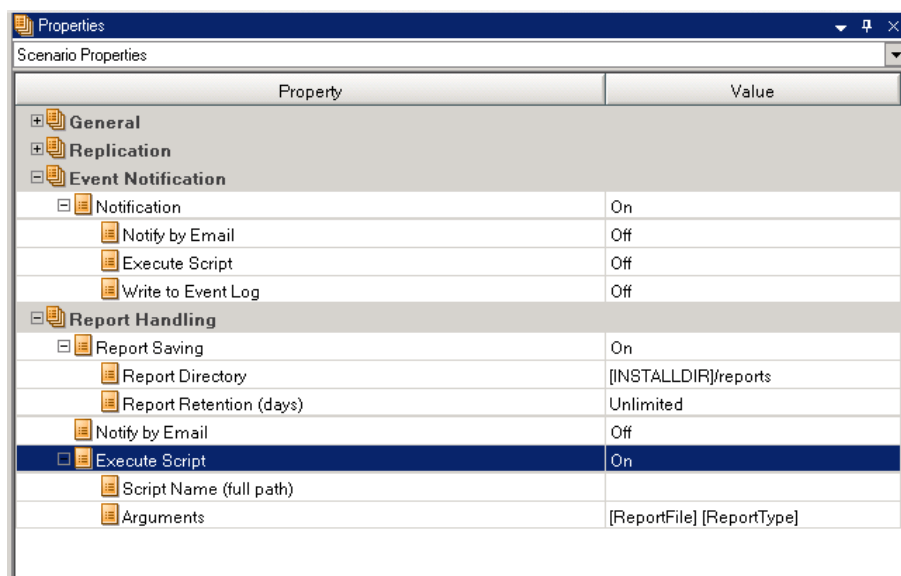 Properties
Scenario Properties
Property Value
General
Replication
Event Notification
Notification On
Notify by Email Off
Execute Script Off
Write to Event Log Off
Report Handling
Report Saving On
Report Directory [INSTALLDIR]/reports
Report Retention (days) Unlimited
Notify by Email Off
Execute Script On
Script Name (full path)
Arguments [ReportFile] [ReportType]